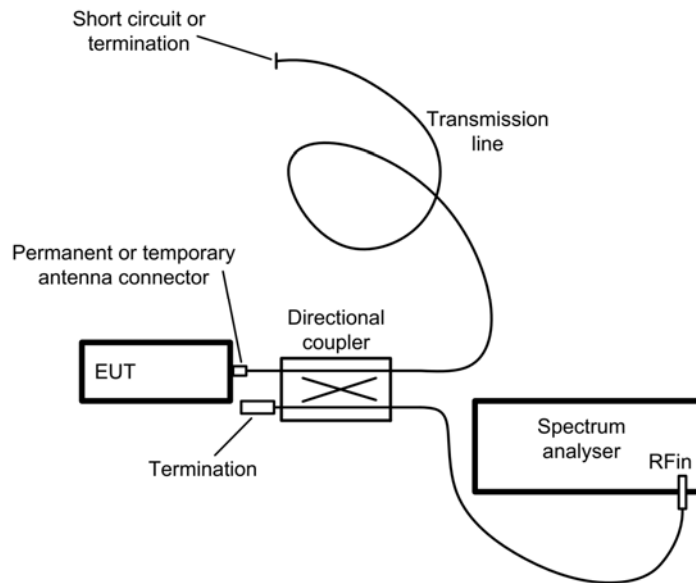 Short circuit or
termination
Transmission
line
Permanent or temporary
antenna connector
Directional
coupler
EUT
Termination
Spectrum
analyser
RFin